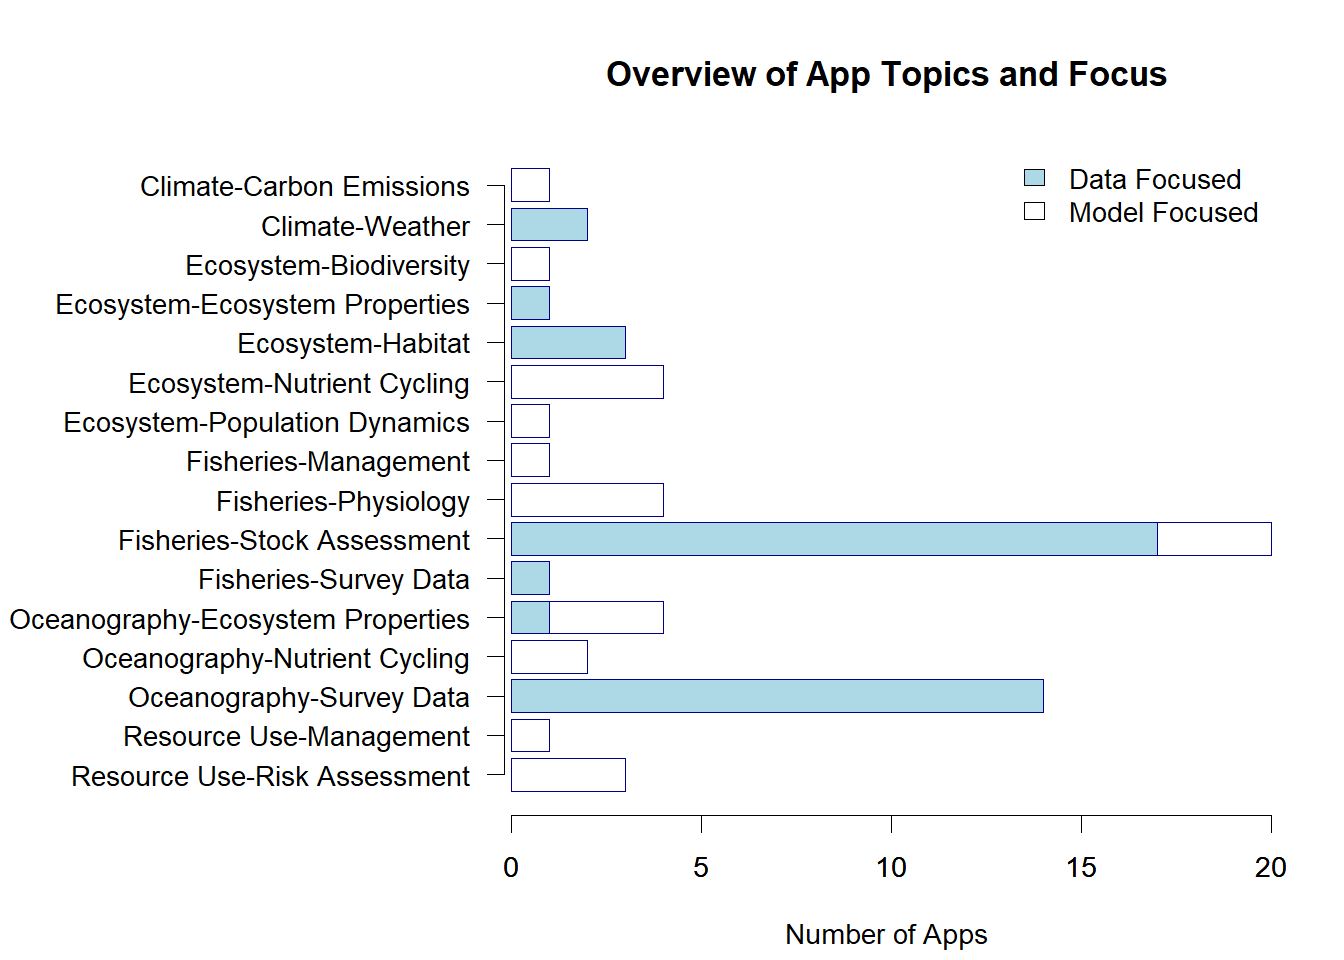 Overview of App Topics and Focus
Data Focused
Model Focused
Climate-Carbon Emissions
Climate-Weather
Ecosystem-Biodiversity
Ecosystem-Ecosystem Properties
Ecosystem-Habitat
Ecosystem-Nutrient Cycling
Ecosystem-Population Dynamics
Fisheries-Management
Fisheries-Physiology
Fisheries-Stock Assessment
Fisheries-Survey Data
Oceanography-Ecosystem Properties
Oceanography-Nutrient Cycling
Oceanography-Survey Data
Resource Use-Management
Resource Use-Risk Assessment
0 5 10 15 20
Number of Apps